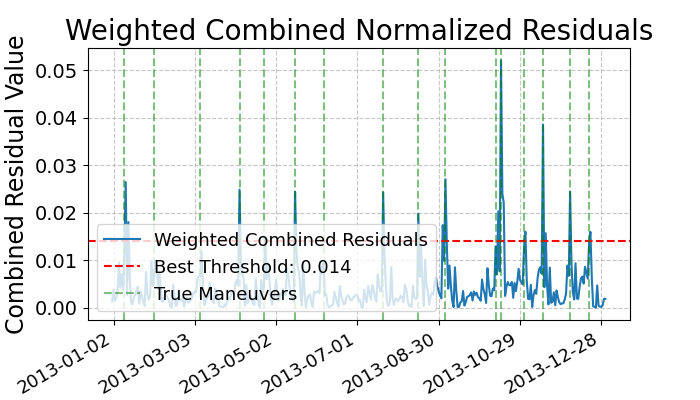 Weighted Combined Normalized Residuals
Combined Residual Value
0.05
0.04
0.03
0.02
0.01
0.00
Weighted Combined Residuals
Best Threshold: 0.014
True Maneuvers
2013-01-02
2013-03-03
2013-05-02
2013-07-01
2013-08-30
2013-10-29
2013-12-28